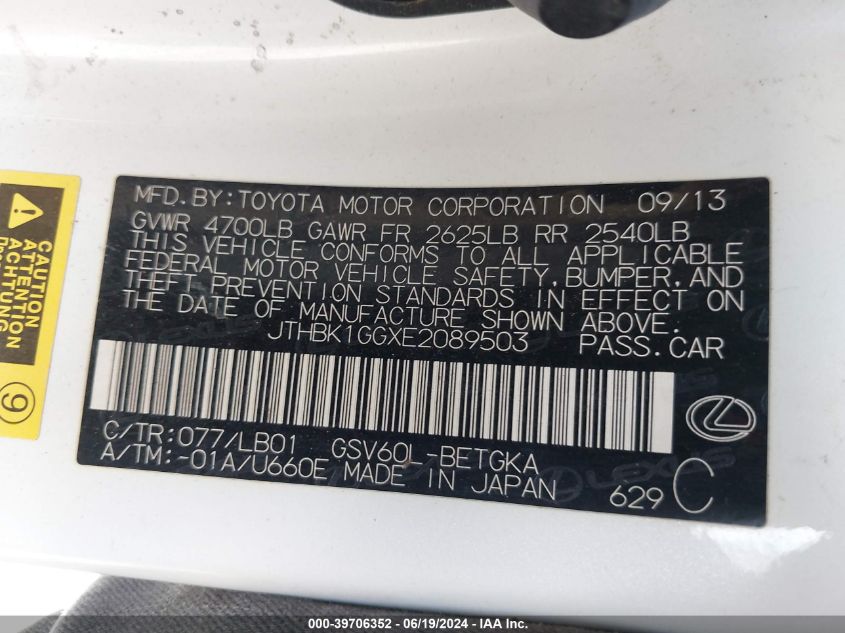 MFD. BY: TOYOTA MOTOR CORPORATION 09/13
GVWR 4700LB GAWR FR 2625LB RR 2540LB
THIS VEHICLE CONFORMS TO ALL APPLICABLE
FEDERAL MOTOR VEHICLE SAFETY, BUMPER, AND
THEFT PREVENTION STANDARDS IN EFFECT ON
THE DATE OF MANUFACTURE SHOWN ABOVE.
JTHBK1GGXE2089503 PASS. CAR
C/TR: 077/LB01 GSV60L-BETGKA
A/TM: -01A/U660E MADE IN JAPAN
629 C
LEXUS
CAUTION
ATTENTION
ACHTUNG
9
000-39706352 - 06/19/2024 - IAA Inc.